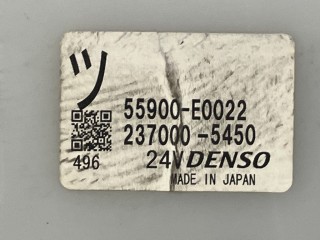 ツ
55900-E0022
237000-5450
496
24V DENSO
MADE IN JAPAN